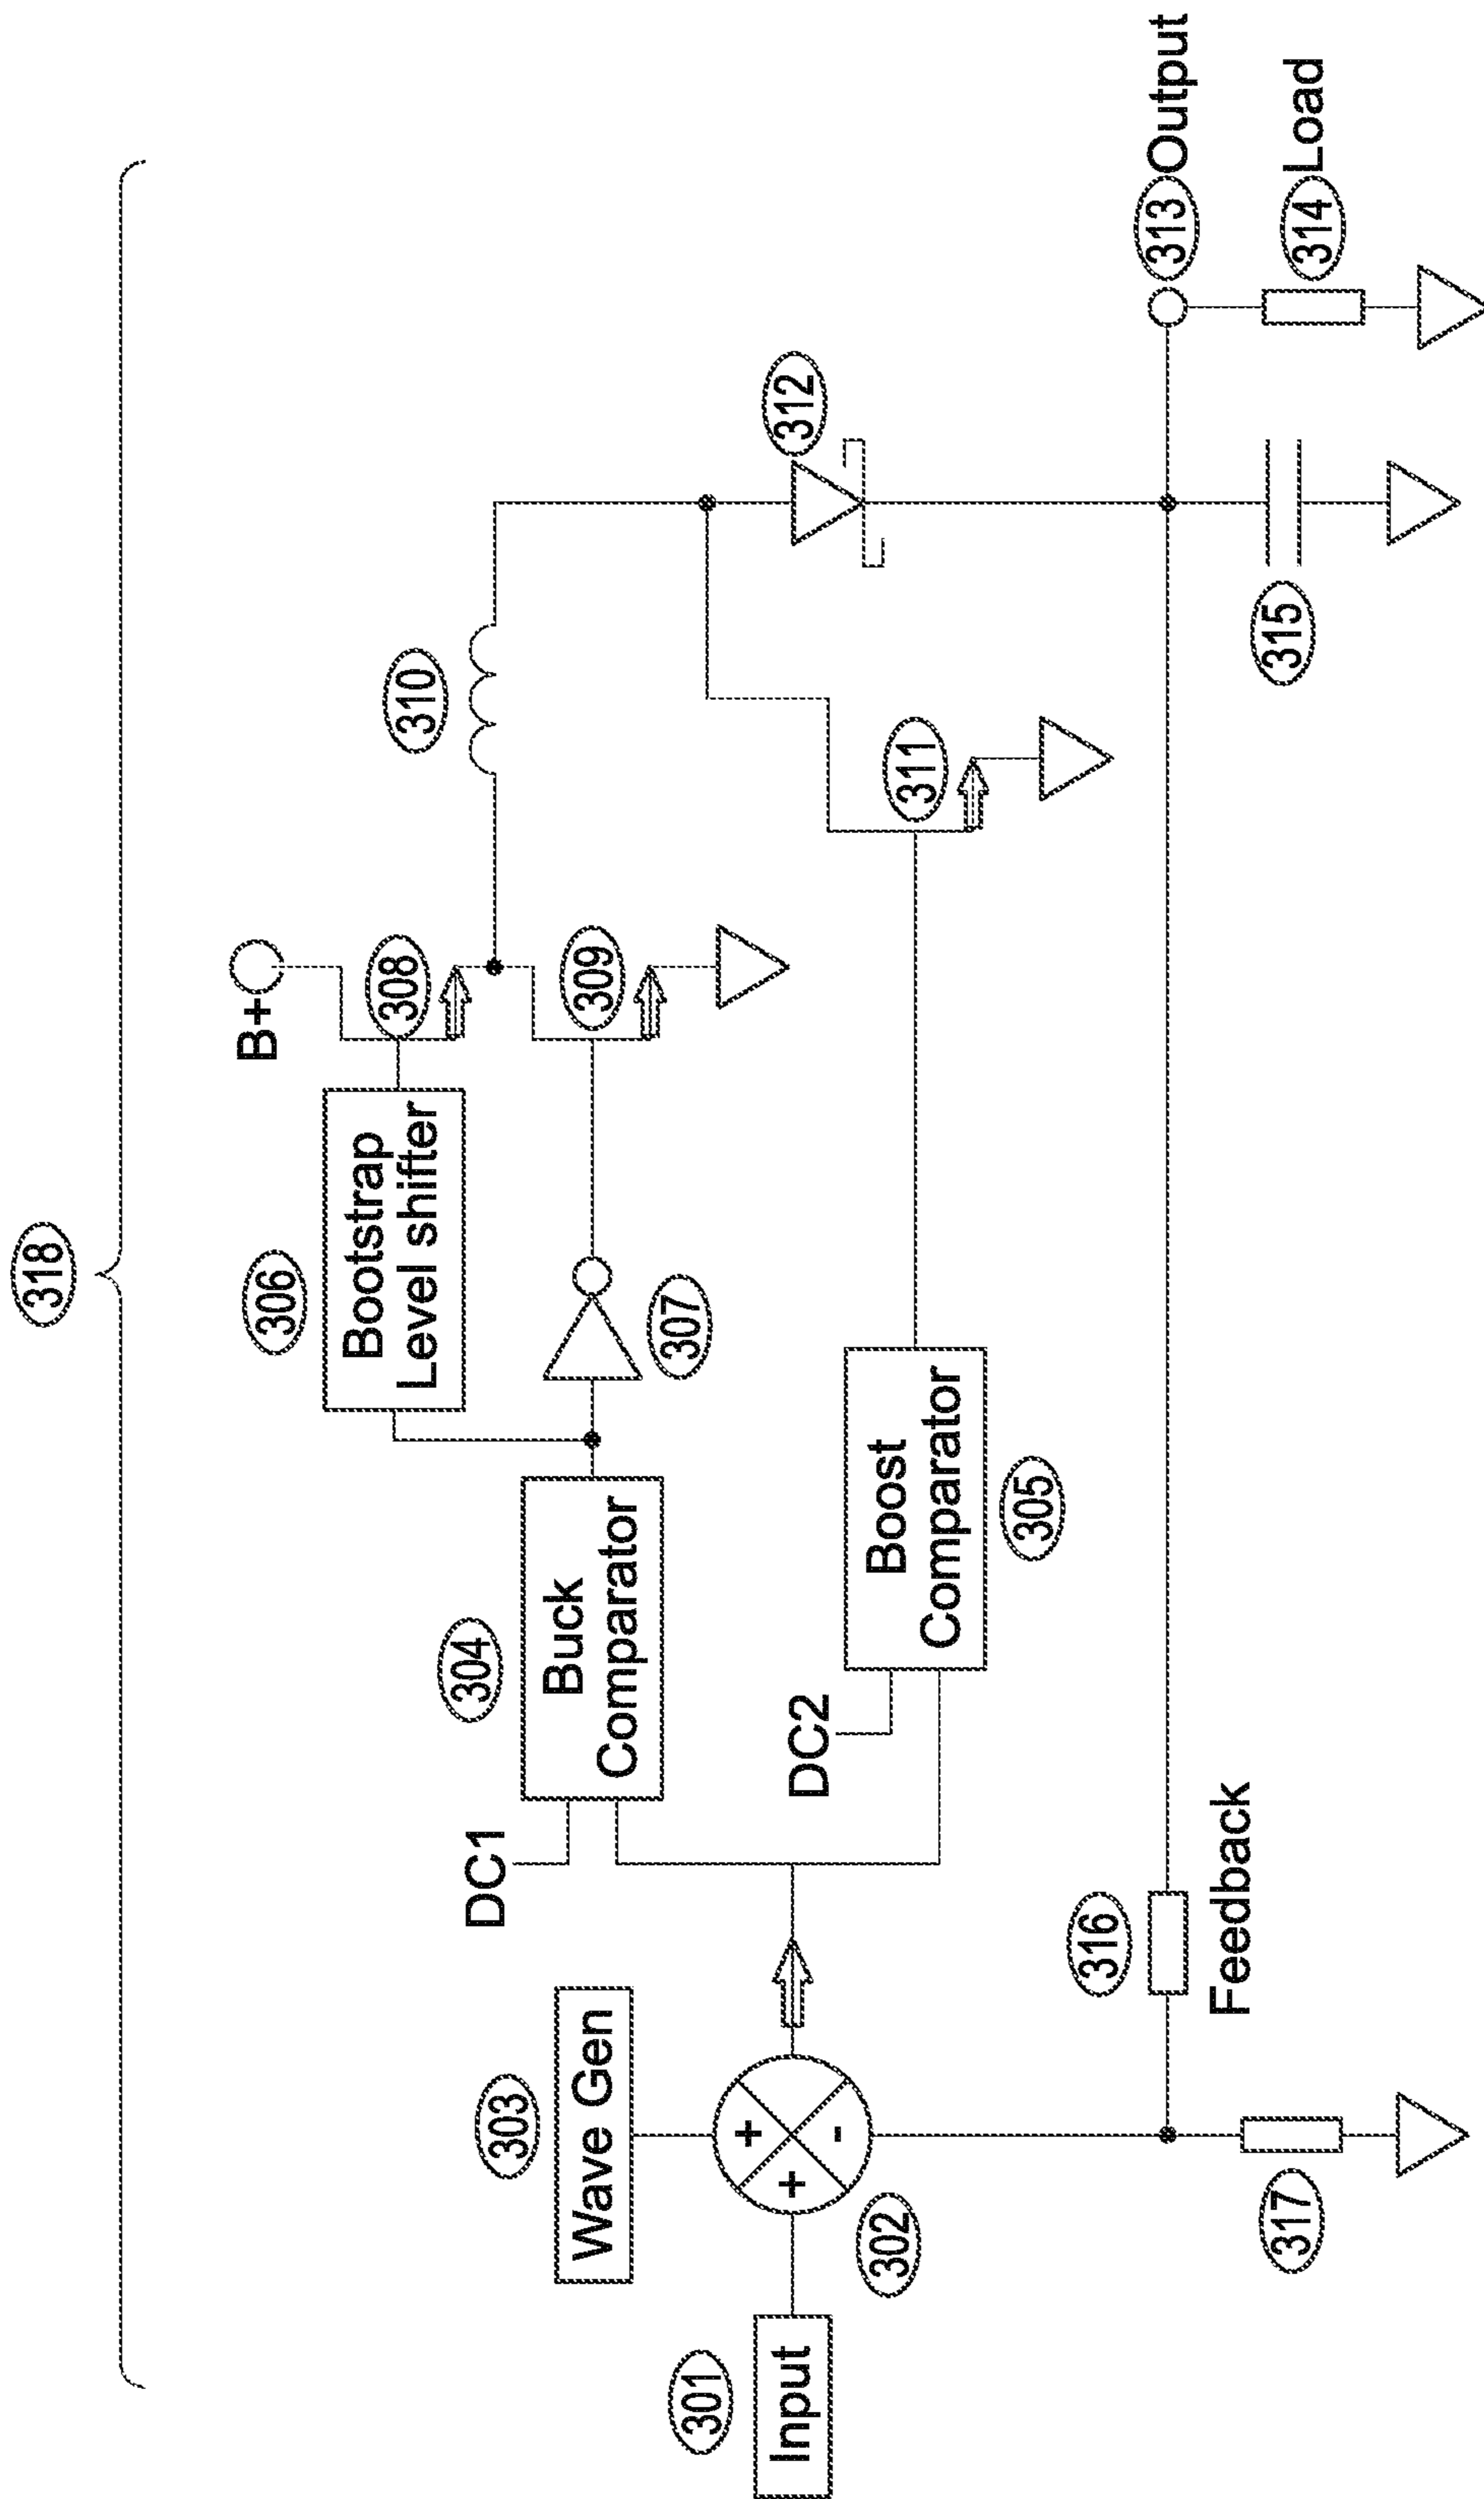 318
B+
306
Bootstrap
Level shifter
308
310
DC1
304
Buck
Comparator
307
309
312
303
Wave Gen
301
Input
+
+
-
302
DC2
Boost
Comparator
305
311
316
Feedback
313
Output
317
315
314
Load